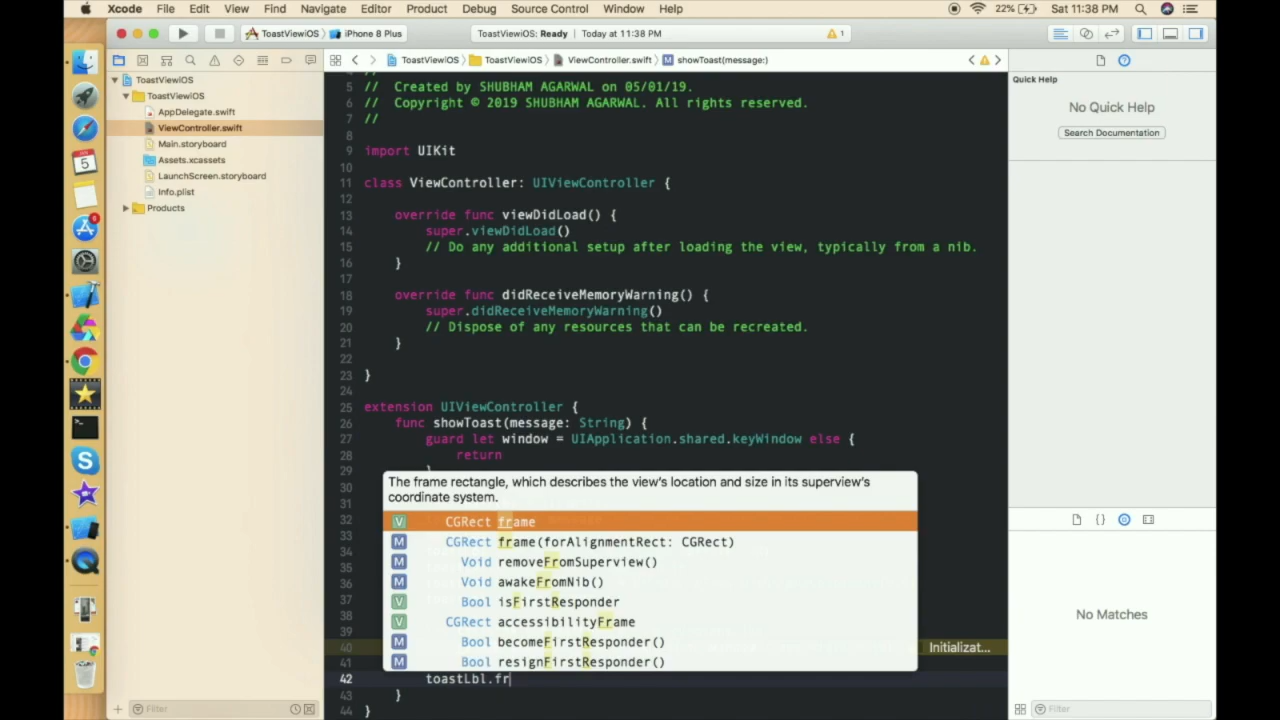 Xcode File Edit View Find Navigate Editor Product Debug Source Control Window Help 22% Sat 11:38 PM
ToastViewiOS iPhone 8 Plus ToastViewiOS: Ready Today at 11:38 PM 1
ToastViewiOS ToastViewiOS ViewController.swift showToast(message:)
ToastViewiOS
ToastViewiOS
AppDelegate.swift
ViewController.swift
Main.storyboard
Assets.xcassets
LaunchScreen.storyboard
Info.plist
Products
Filter
5 // Created by SHUBHAM AGARWAL on 05/01/19.
6 // Copyright © 2019 SHUBHAM AGARWAL. All rights reserved.
7 //
8
9 import UIKit
10
11 class ViewController: UIViewController {
12
13 override func viewDidLoad() {
14 super.viewDidLoad()
15 // Do any additional setup after loading the view, typically from a nib.
16 }
17
18 override func didReceiveMemoryWarning() {
19 super.didReceiveMemoryWarning()
20 // Dispose of any resources that can be recreated.
21 }
22
23 }
24
25 extension UIViewController {
26 func showToast(message: String) {
27 guard let window = UIApplication.shared.keyWindow else {
28 return
29 }
30
31
32
33
34
35
36
37
38
39
40 Initializat...
41
42 toastLbl.fr
43 }
44 }
The frame rectangle, which describes the view's location and size in its superview's
coordinate system.
V CGRect frame
M CGRect frame(forAlignmentRect: CGRect)
M Void removeFromSuperview()
M Void awakeFromNib()
V Bool isFirstResponder
V CGRect accessibilityFrame
M Bool becomeFirstResponder()
M Bool resignFirstResponder()
Quick Help
No Quick Help
Search Documentation
No Matches
Filter